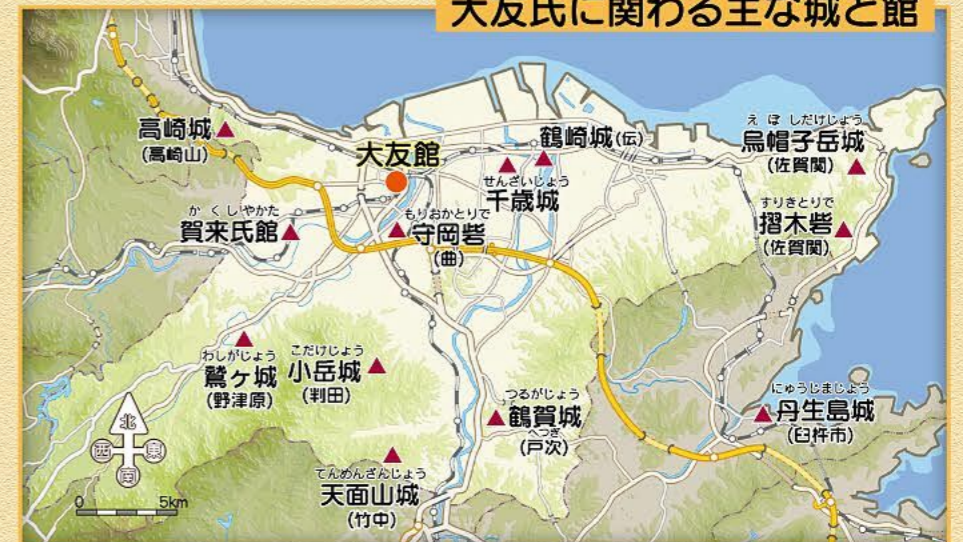 大友氏に関わる主な城と館
高崎城
(高崎山)
大友館
鶴崎城(伝)
えぼしだけじょう
烏帽子岳城
(佐賀関)
せんざいじょう
千歳城
かくしやかた
賀来氏館
もりおかとりで
守岡砦
(曲)
すりきとりで
摺木砦
(佐賀関)
わしがじょう
鷲ヶ城
(野津原)
こだけじょう
小岳城
(判田)
つるがじょう
鶴賀城
へつぎ
(戸次)
にゅうじまじょう
丹生島城
(臼杵市)
てんめんざんじょう
天面山城
(竹中)
北
西 東
南
0 5km